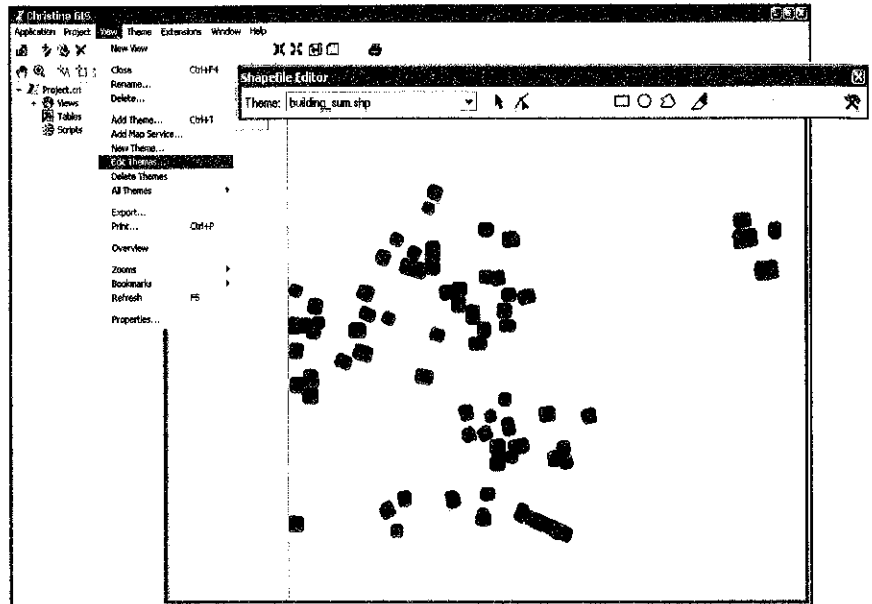 Christine GIS
Application Project View Theme Extensions Window Help
New View
Close Ctrl+F4
Rename...
Delete...
Add Theme... Ctrl+T
Add Map Service...
New Theme...
Edit Themes...
Delete Themes
All Themes
Export...
Print... Ctrl+P
Overview
Zooms
Bookmarks
Refresh F5
Properties...
Project.cri
Views
Tables
Scripts
Shapefile Editor
Theme: building_sum.shp